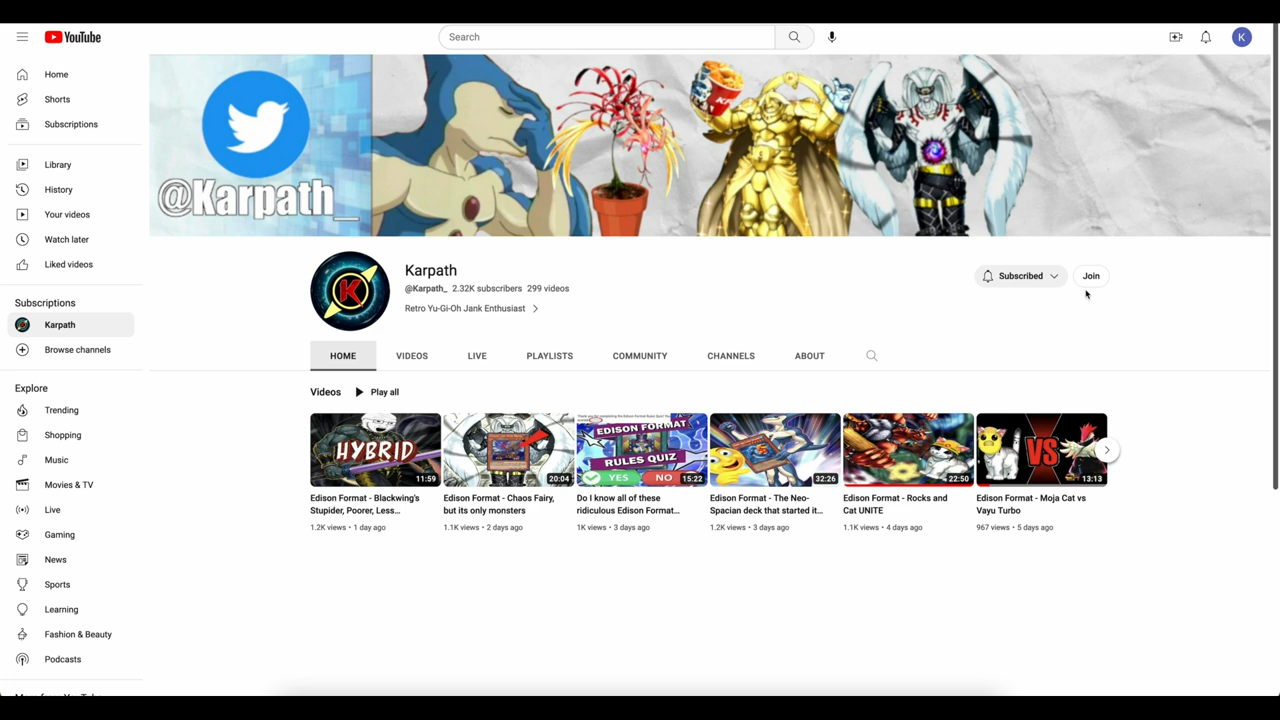 YouTube
Search
K
Home
Shorts
Subscriptions
Library
History
Your videos
Watch later
Liked videos
Subscriptions
Karpath
Browse channels
Explore
Trending
Shopping
Music
Movies & TV
Live
Gaming
News
Sports
Learning
Fashion & Beauty
Podcasts
@Karpath_
K
Karpath
@Karpath_ 2.32K subscribers 299 videos
Retro Yu-Gi-Oh Jank Enthusiast
Subscribed
Join
HOME VIDEOS LIVE PLAYLISTS COMMUNITY CHANNELS ABOUT
Videos Play all
HYBRID
11:59
Edison Format - Blackwing's
Stupider, Poorer, Less...
1.2K views • 1 day ago
20:04
Edison Format - Chaos Fairy,
but its only monsters
1.1K views • 2 days ago
EDISON FORMAT
RULES QUIZ
YES NO
15:22
Do I know all of these
ridiculous Edison Format...
1K views • 3 days ago
32:26
Edison Format - The Neo-
Spacian deck that started it...
1.2K views • 3 days ago
22:50
Edison Format - Rocks and
Cat UNITE
1.1K views • 4 days ago
VS
13:13
Edison Format - Moja Cat vs
Vayu Turbo
967 views • 5 days ago